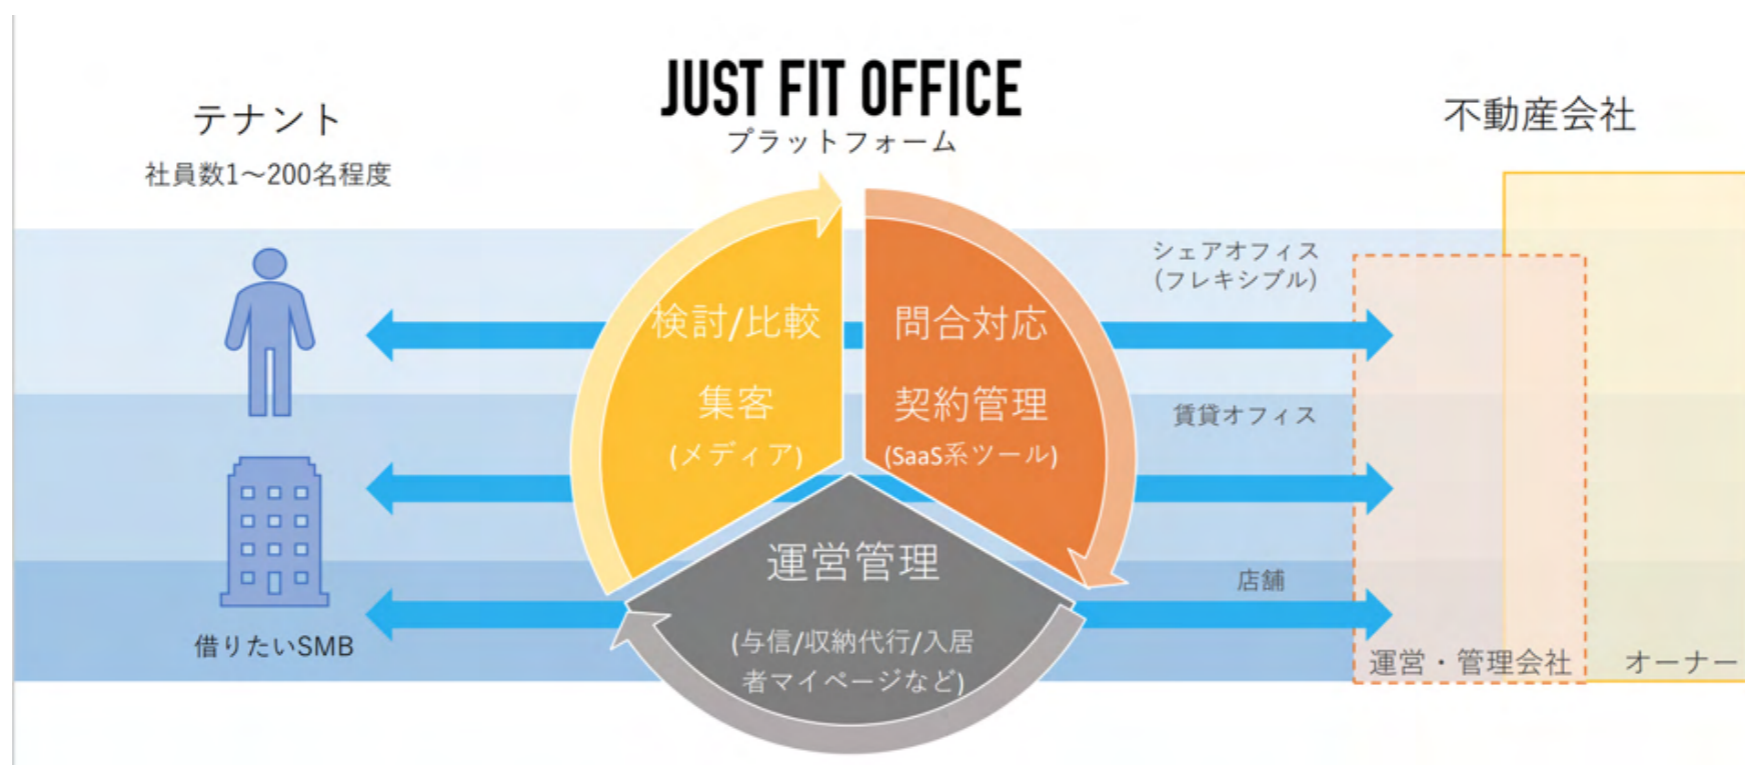 JUST FIT OFFICE
プラットフォーム
テナント
社員数1〜200名程度
不動産会社
シェアオフィス
(フレキシブル)
検討/比較
集客
(メディア)
問合対応
契約管理
(SaaS系ツール)
賃貸オフィス
運営管理
(与信/収納代行/入居
者マイページなど)
店舗
借りたいSMB
運営・管理会社
オーナー